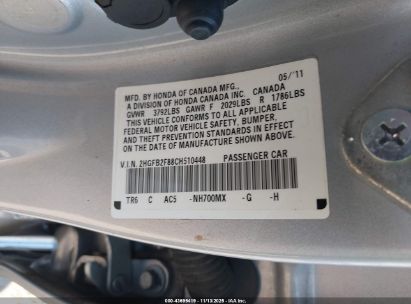 05/'11
MFD. BY HONDA OF CANADA MFG.,
A DIVISION OF HONDA CANADA INC. CANADA
GVWR 3792LBS GAWR F 2029LBS R 1786LBS
THIS VEHICLE CONFORMS TO ALL APPLICABLE
FEDERAL MOTOR VEHICLE SAFETY, BUMPER,
AND THEFT PREVENTION STANDARDS IN EFFECT
ON THE DATE OF MANUFACTURE SHOWN ABOVE.
V.I.N. 2HGFB2F88CH510448 PASSENGER CAR
TR6 C AC5 -NH700MX -G -H